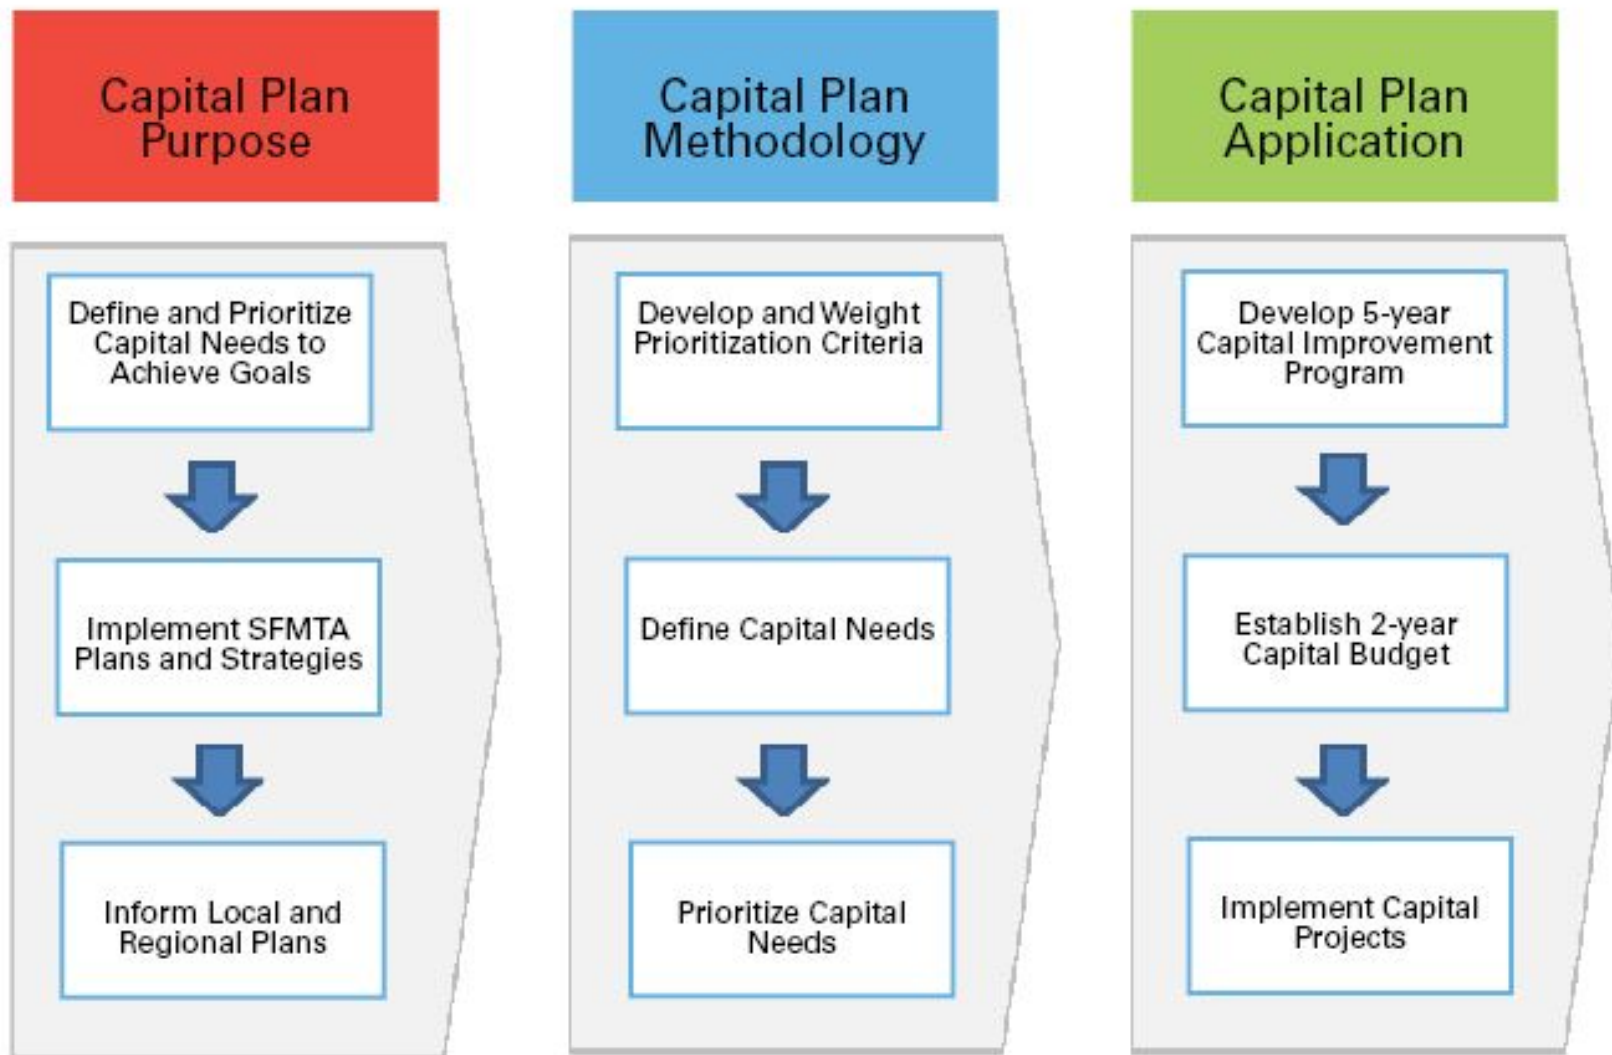 Capital Plan
Purpose
Define and Prioritize
Capital Needs to
Achieve Goals
Implement SFMTA
Plans and Strategies
Inform Local and
Regional Plans
Capital Plan
Methodology
Develop and Weight
Prioritization Criteria
Define Capital Needs
Prioritize Capital
Needs
Capital Plan
Application
Develop 5-year
Capital Improvement
Program
Establish 2-year
Capital Budget
Implement Capital
Projects